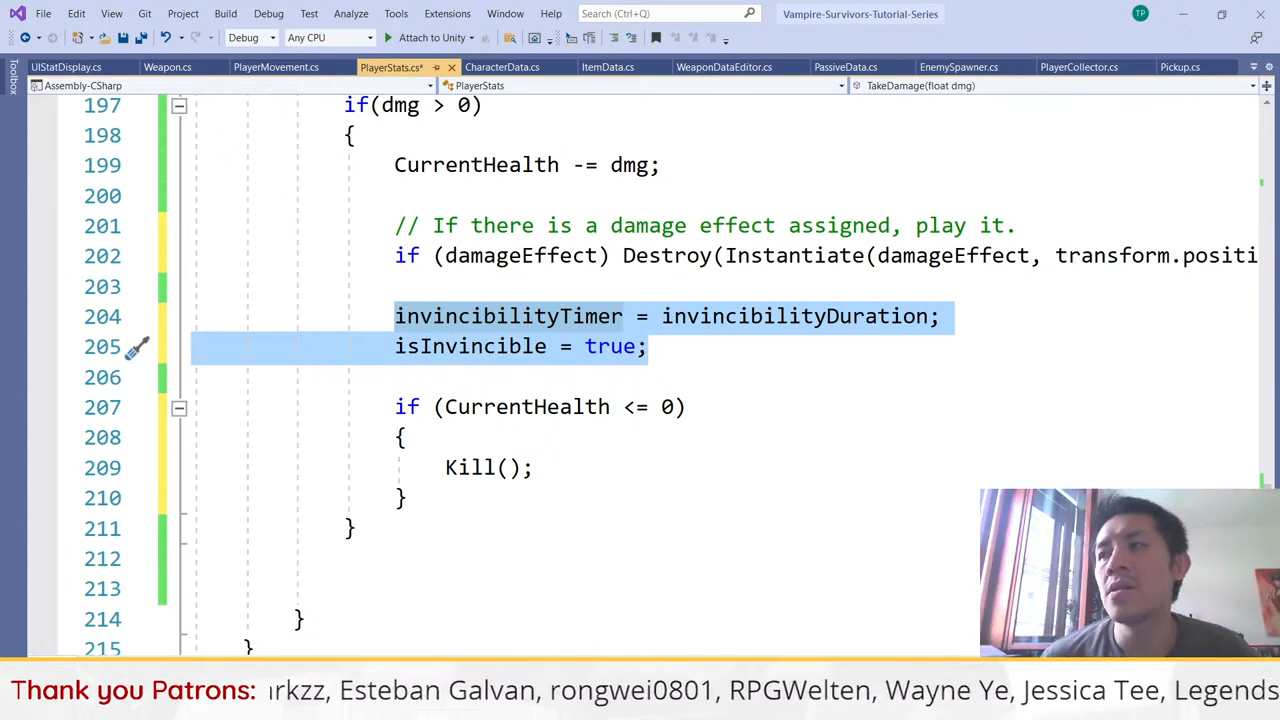 File Edit View Git Project Build Debug Test Analyze Tools Extensions Window Help Search (Ctrl+Q) Vampire-Survivors-Tutorial-Series TP
Debug Any CPU Attach to Unity
UIStatDisplay.cs Weapon.cs PlayerMovement.cs PlayerStats.cs* CharacterData.cs ItemData.cs WeaponDataEditor.cs PassiveData.cs EnemySpawner.cs PlayerCollector.cs Pickup.cs
Toolbox
Assembly-CSharp PlayerStats TakeDamage(float dmg)
197 if(dmg > 0)
198 {
199 CurrentHealth -= dmg;
200
201 // If there is a damage effect assigned, play it.
202 if (damageEffect) Destroy(Instantiate(damageEffect, transform.positi
203
204 invincibilityTimer = invincibilityDuration;
205 isInvincible = true;
206
207 if (CurrentHealth <= 0)
208 {
209 Kill();
210 }
211 }
212
213
214 }
215 }
Thank you Patrons: arkzz, Esteban Galvan, rongwei0801, RPGWelten, Wayne Ye, Jessica Tee, Legends